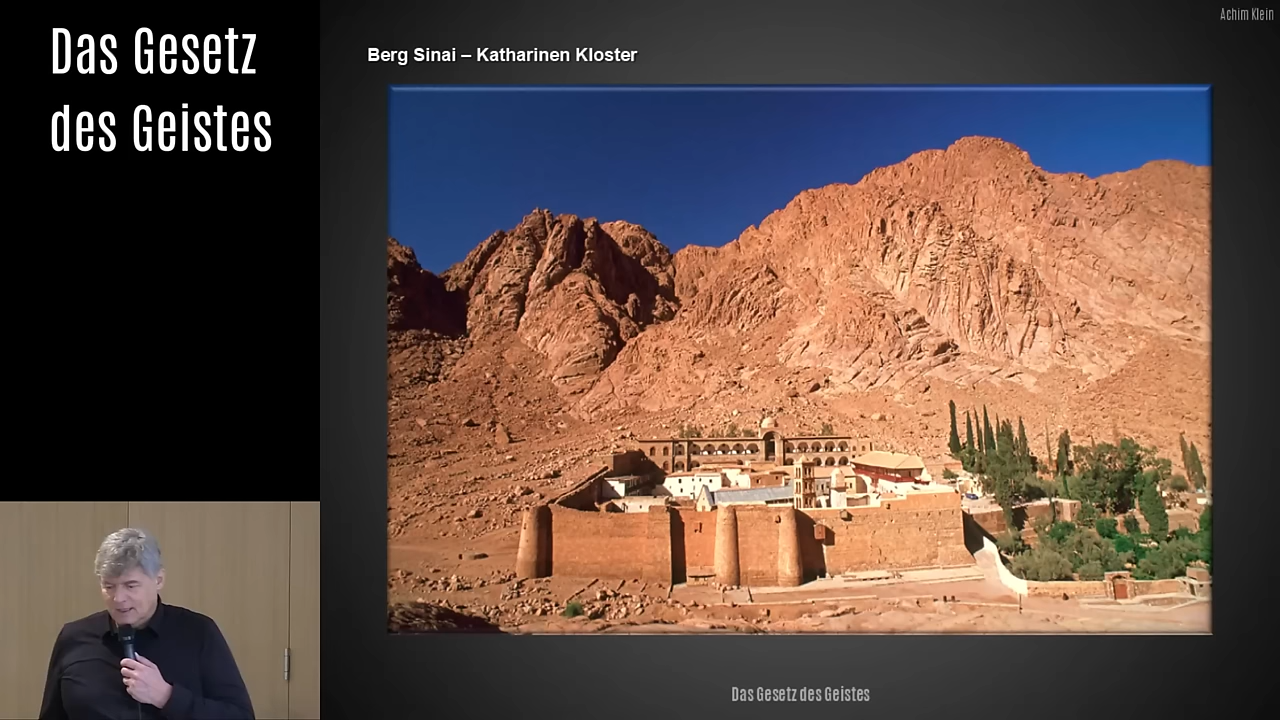 Das Gesetz
des Geistes
Achim Klein
Berg Sinai – Katharinen Kloster
Das Gesetz des Geistes